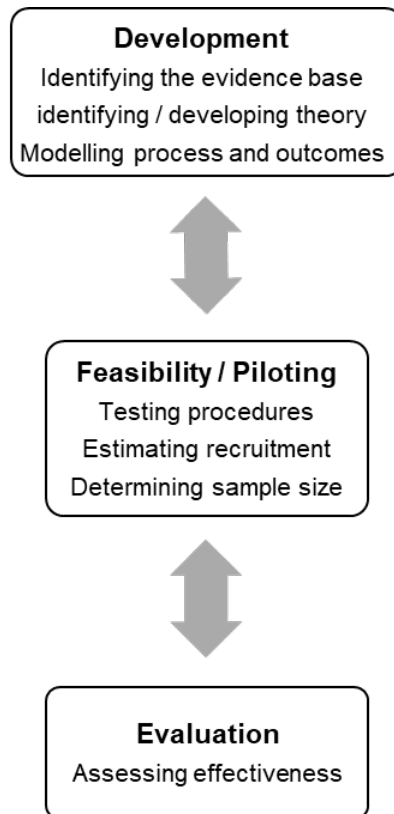 Development
Identifying the evidence base
identifying / developing theory
Modelling process and outcomes
Feasibility / Piloting
Testing procedures
Estimating recruitment
Determining sample size
Evaluation
Assessing effectiveness